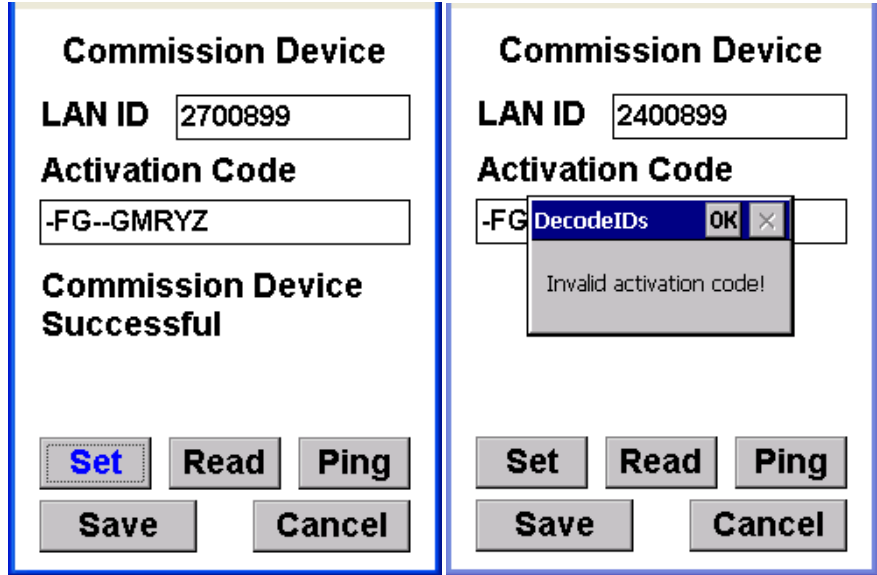 Commission Device
LAN ID 2700899
Activation Code
-FG--GMRYZ
Commission Device
Successful
Set Read Ping
Save Cancel
Commission Device
LAN ID 2400899
Activation Code
-FG
DecodeIDs OK
Invalid activation code!
Set Read Ping
Save Cancel